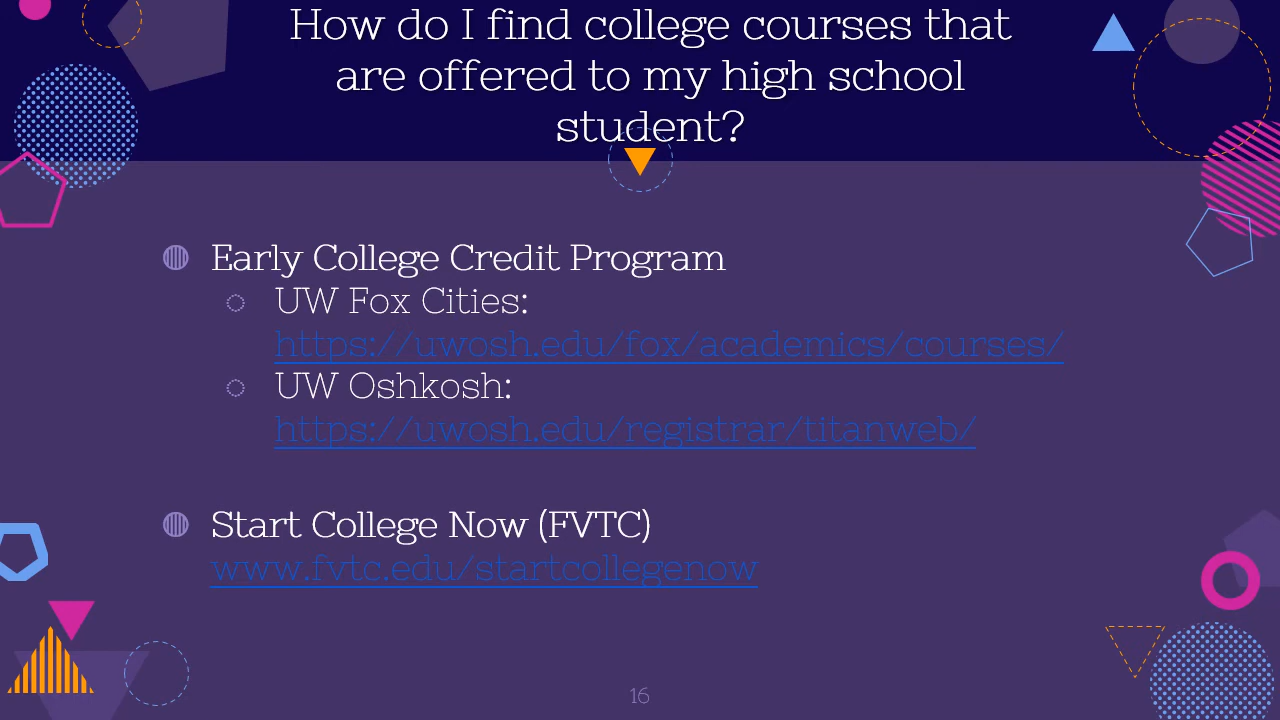 How do I find college courses that
are offered to my high school
student?
Early College Credit Program
UW Fox Cities:
https://uwosh.edu/fox/academics/courses/
UW Oshkosh:
https://uwosh.edu/registrar/titanweb/
Start College Now (FVTC)
www.fvtc.edu/startcollegenow
16